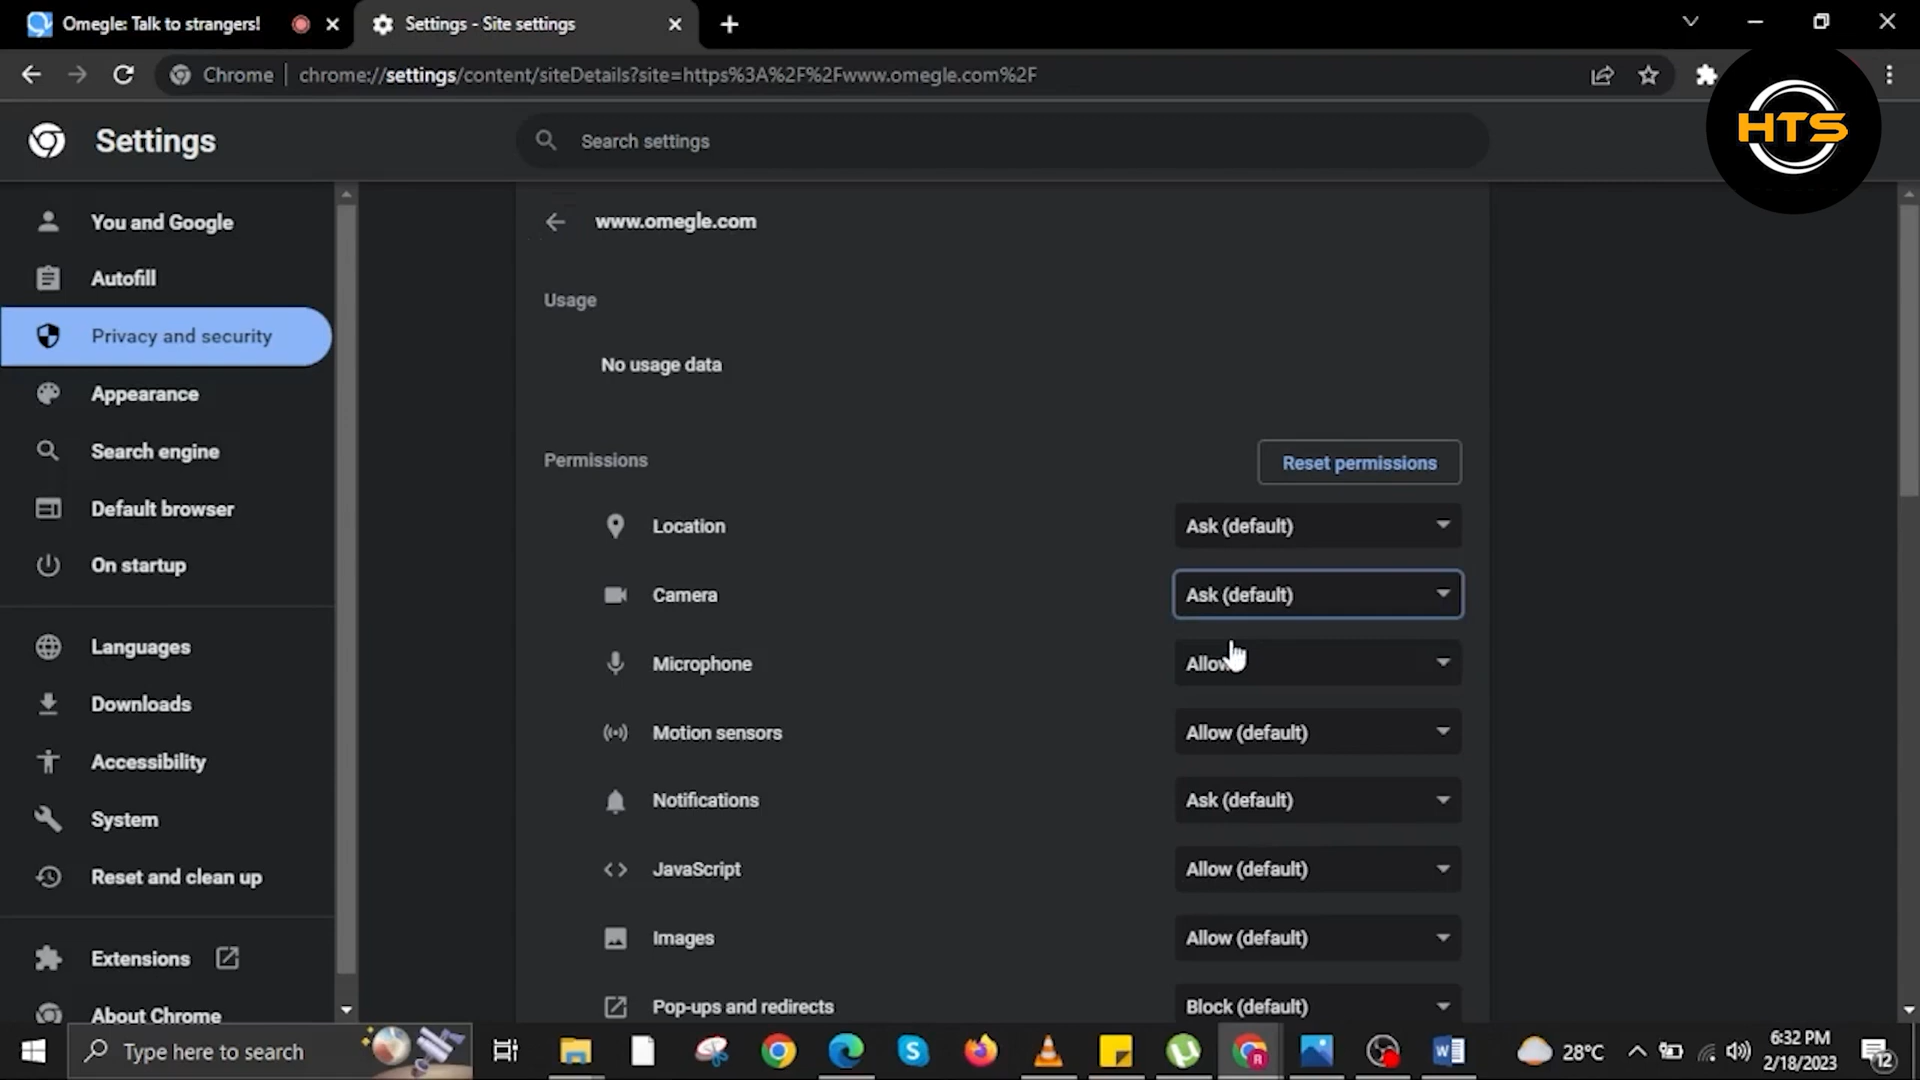 Omegle: Talk to strangers!
Settings - Site settings
Chrome
chrome://settings/content/siteDetails?site=https%3A%2F%2Fwww.omegle.com%2F
HTS
Settings
Search settings
You and Google
Autofill
Privacy and security
Appearance
Search engine
Default browser
On startup
Languages
Downloads
Accessibility
System
Reset and clean up
Extensions
About Chrome
www.omegle.com
Usage
No usage data
Permissions
Reset permissions
Location
Ask (default)
Camera
Ask (default)
Microphone
Allow
Motion sensors
Allow (default)
Notifications
Ask (default)
JavaScript
Allow (default)
Images
Allow (default)
Pop-ups and redirects
Block (default)
Type here to search
28°C
6:32 PM
2/18/2023
12